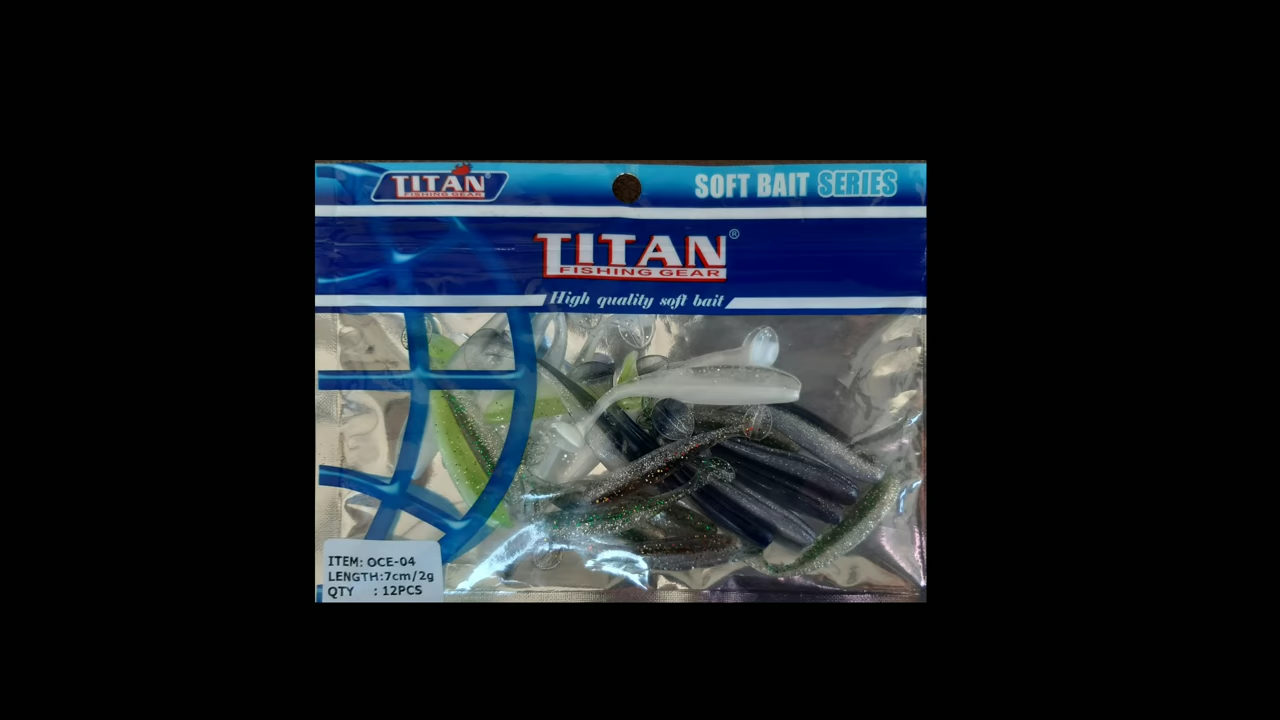 TITAN®
FISHING GEAR
SOFT BAIT SERIES
TITAN®
FISHING GEAR
High quality soft bait
ITEM: OCE-04
LENGTH:7cm/2g
QTY : 12PCS